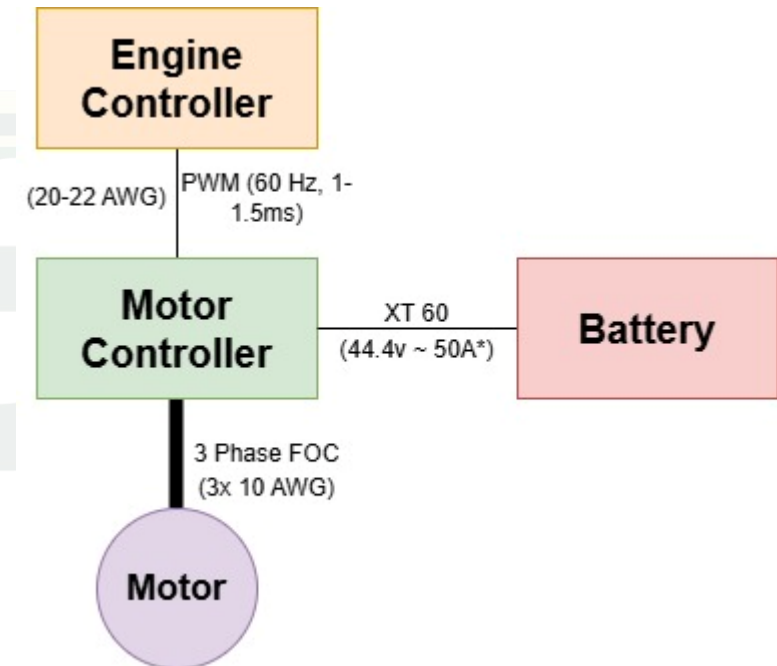 Engine
Controller
(20-22 AWG)
PWM (60 Hz, 1-
1.5ms)
Motor
Controller
XT 60
(44.4v ~ 50A*)
Battery
3 Phase FOC
(3x 10 AWG)
Motor